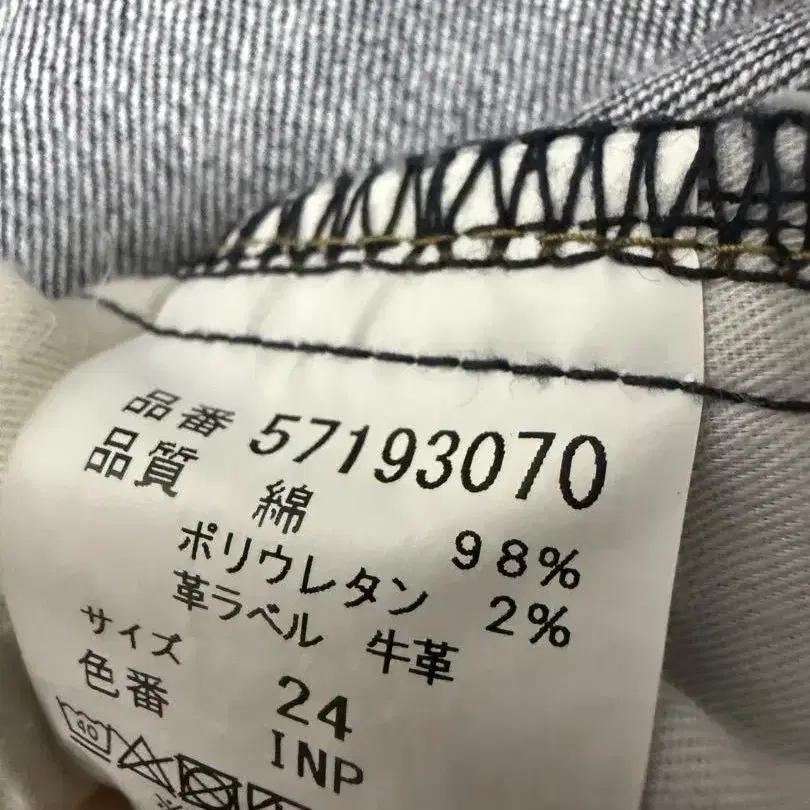 品番 57193070
品質 綿 98%
ポリウレタン 2%
革ラベル 牛革
サイズ 24
色番 INP
40